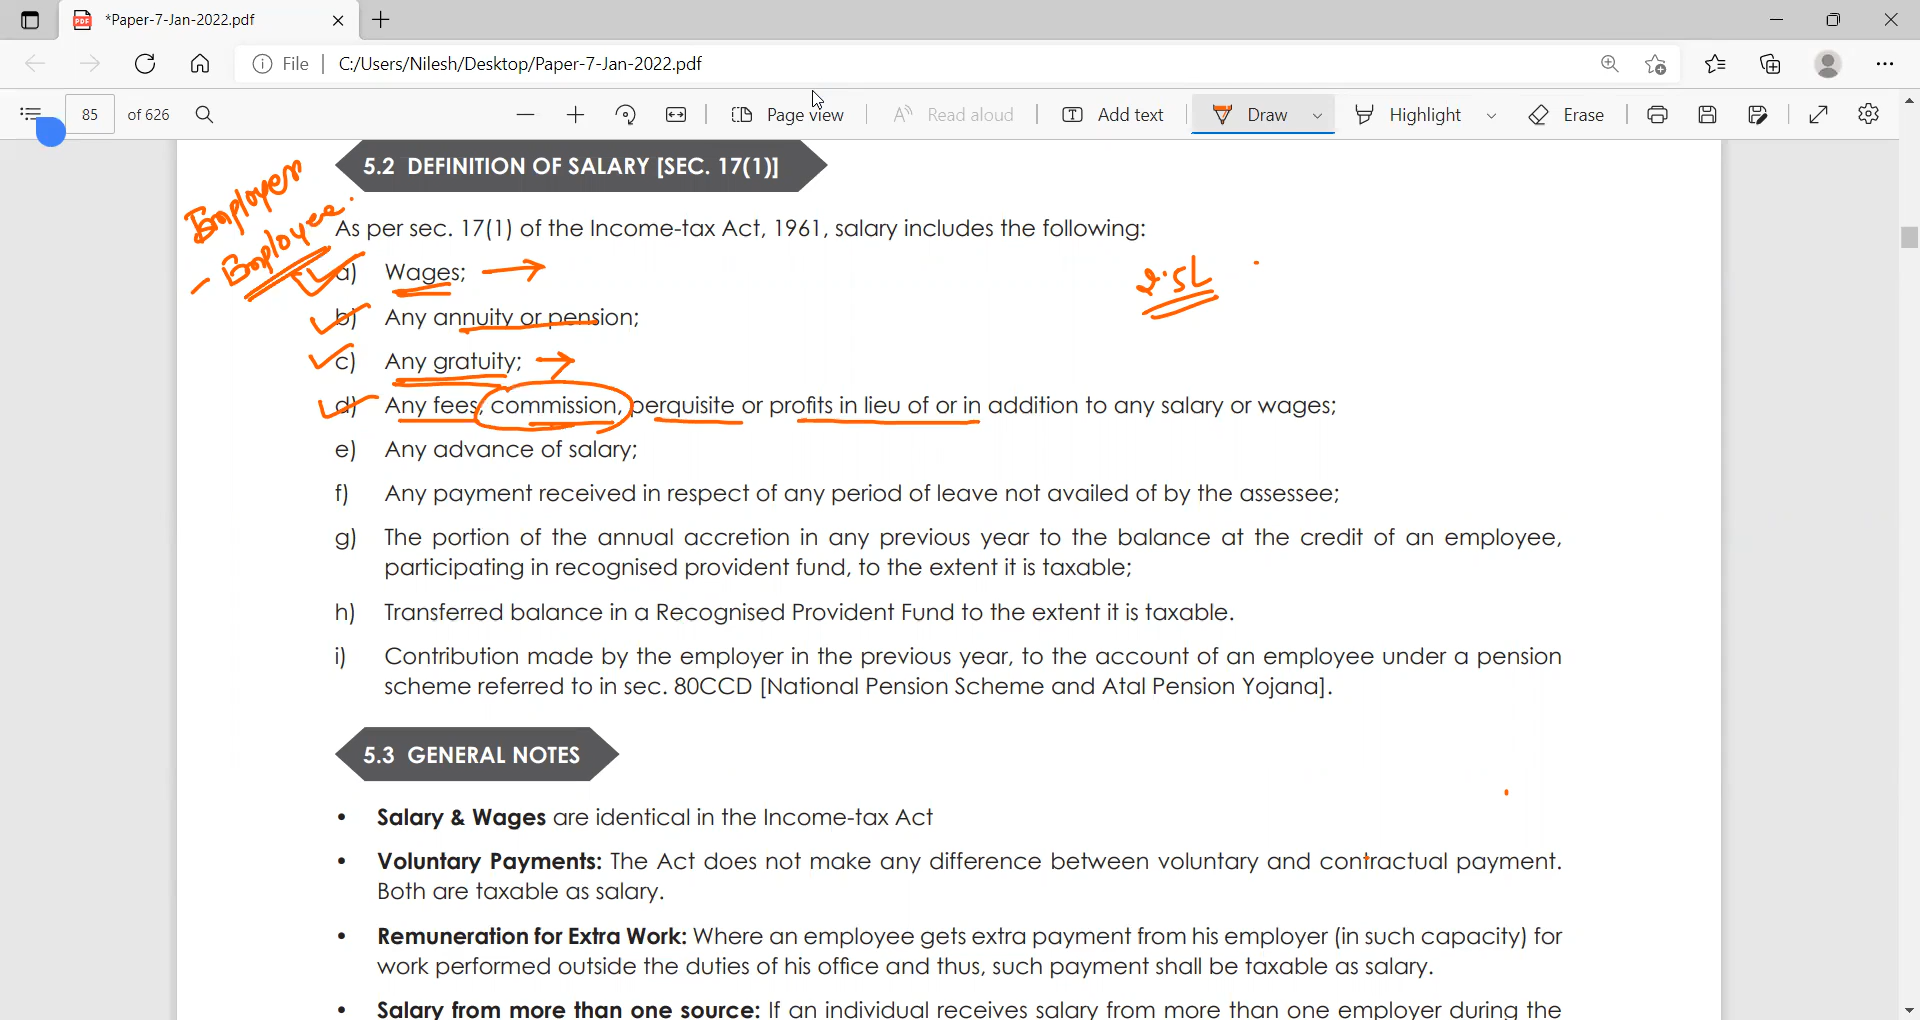 *Paper-7-Jan-2022.pdf
File
C:/Users/Nilesh/Desktop/Paper-7-Jan-2022.pdf
85 of 626
Page view
Read aloud
Add text
Draw
Highlight
Erase
5.2 DEFINITION OF SALARY [SEC. 17(1)]
Employer
- Employee
As per sec. 17(1) of the Income-tax Act, 1961, salary includes the following:
a) Wages;
b) Any annuity or pension;
c) Any gratuity;
d) Any fees, commission, perquisite or profits in lieu of or in addition to any salary or wages;
e) Any advance of salary;
f) Any payment received in respect of any period of leave not availed of by the assessee;
g) The portion of the annual accretion in any previous year to the balance at the credit of an employee,
participating in recognised provident fund, to the extent it is taxable;
h) Transferred balance in a Recognised Provident Fund to the extent it is taxable.
i) Contribution made by the employer in the previous year, to the account of an employee under a pension
scheme referred to in sec. 80CCD [National Pension Scheme and Atal Pension Yojana].
5.3 GENERAL NOTES
• Salary & Wages are identical in the Income-tax Act
• Voluntary Payments: The Act does not make any difference between voluntary and contractual payment.
Both are taxable as salary.
• Remuneration for Extra Work: Where an employee gets extra payment from his employer (in such capacity) for
work performed outside the duties of his office and thus, such payment shall be taxable as salary.
• Salary from more than one source: If an individual receives salary from more than one employer during the